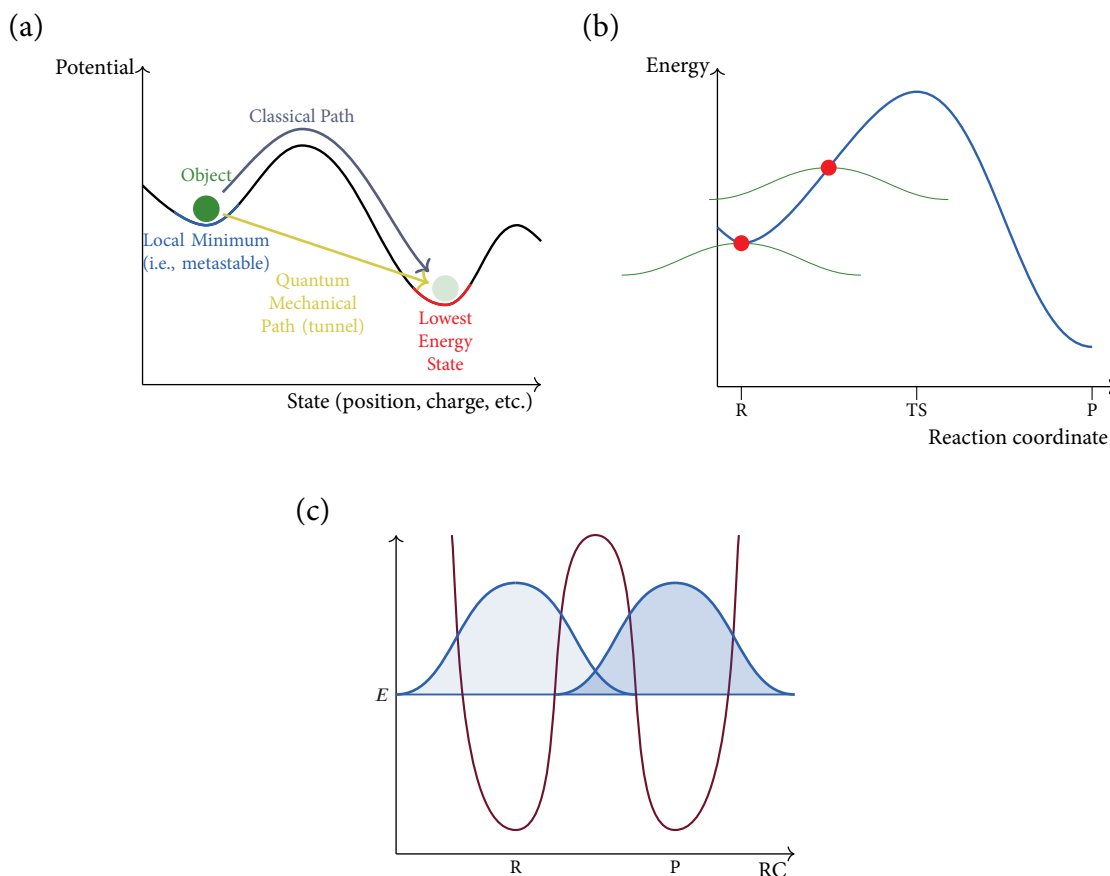 (a)
Potential
Classical Path
Object
Local Minimum
(i.e., metastable)
Quantum
Mechanical
Path (tunnel)
Lowest
Energy
State
State (position, charge, etc.)
(b)
Energy
R
TS
P
Reaction coordinate
(c)
E
R
P
RC